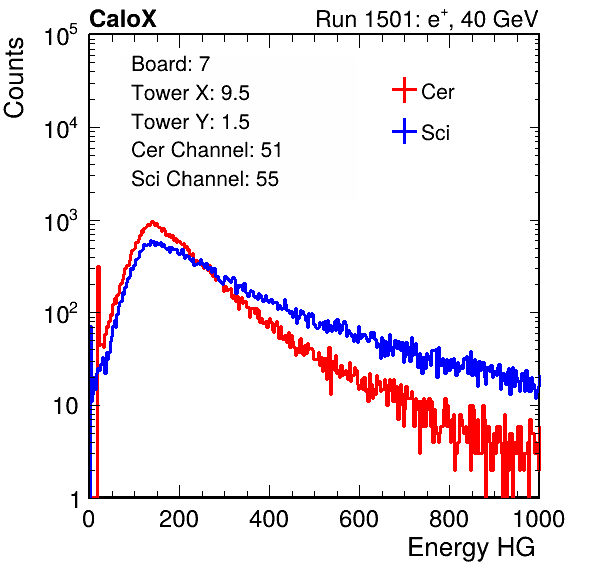 CaloX Run 1501: e⁺, 40 GeV
Counts
Board: 7
Tower X: 9.5
Tower Y: 1.5
Cer Channel: 51
Sci Channel: 55
Cer
Sci
10⁵
10⁴
10³
10²
10
1
0 200 400 600 800 1000
Energy HG